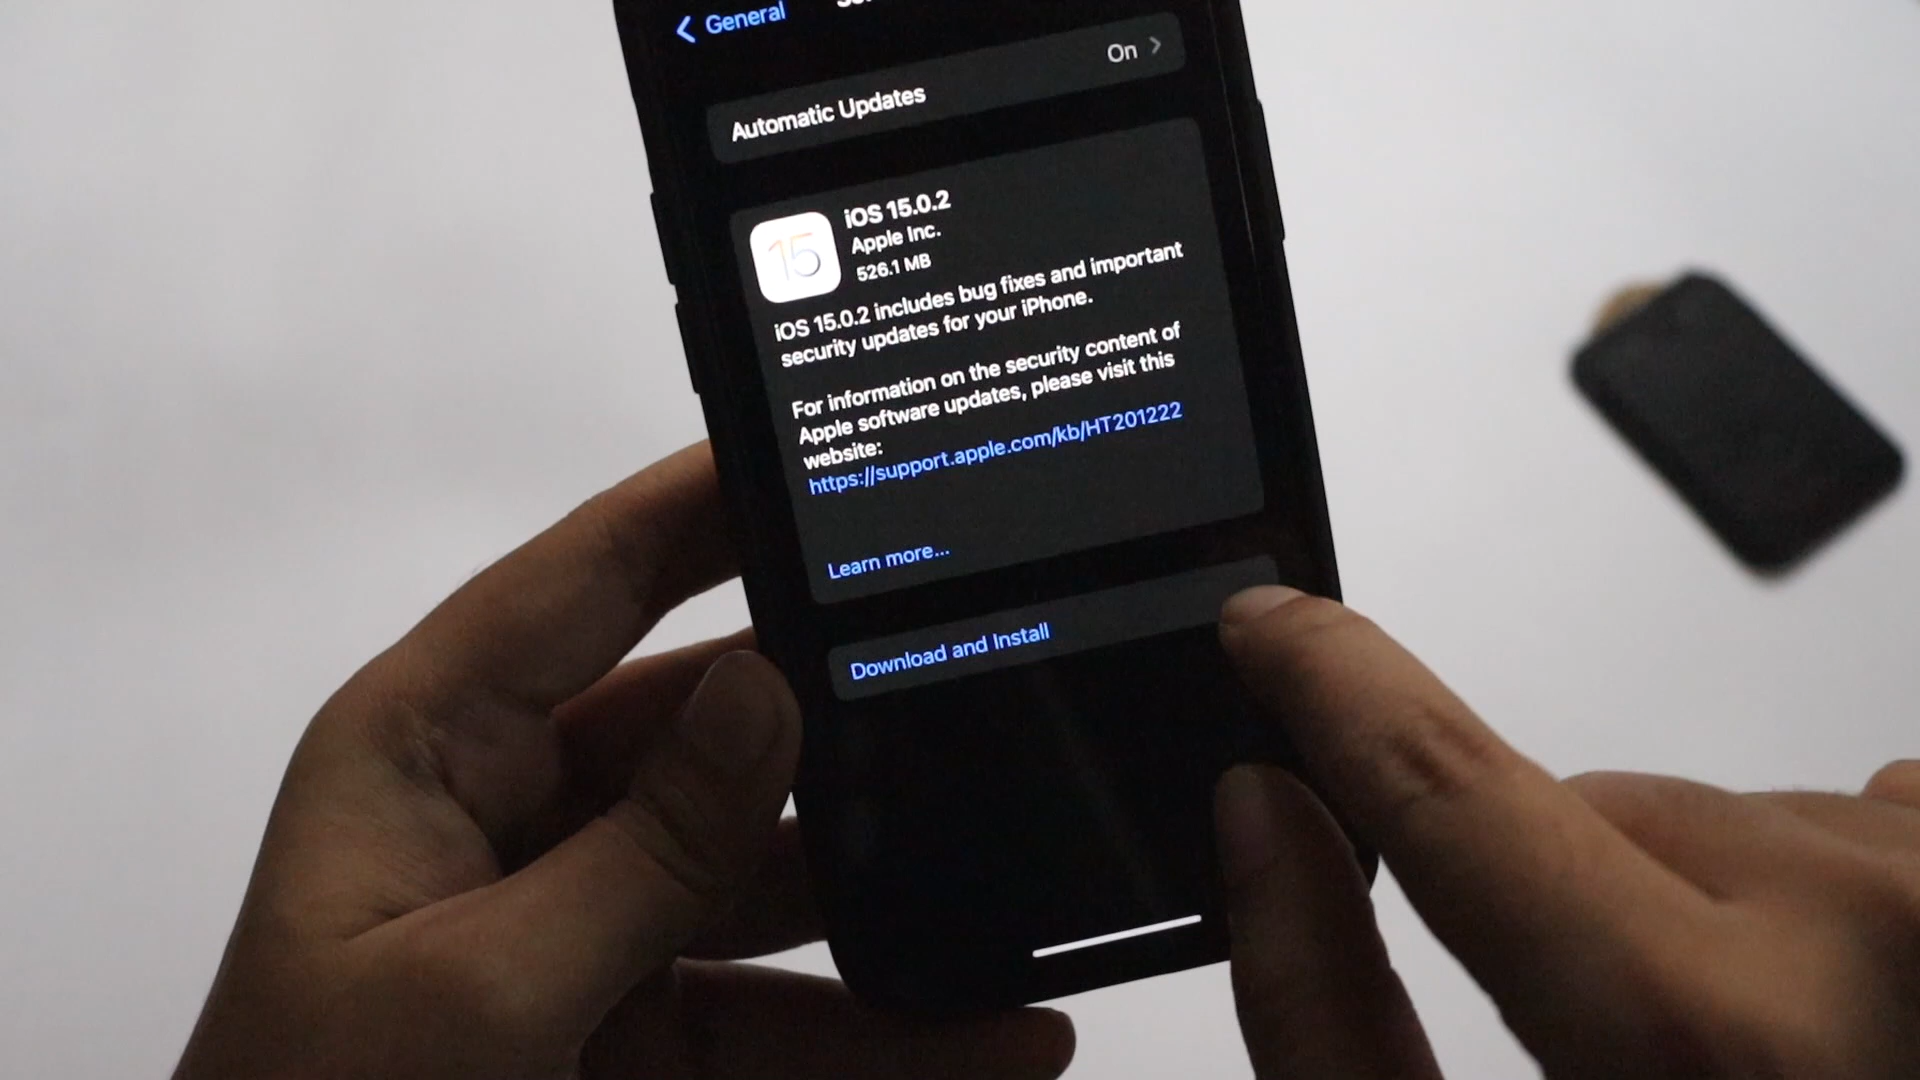 General
Automatic Updates
On
15
iOS 15.0.2
Apple Inc.
526.1 MB
iOS 15.0.2 includes bug fixes and important
security updates for your iPhone.
For information on the security content of
Apple software updates, please visit this
website:
https://support.apple.com/kb/HT201222
Learn more...
Download and Install